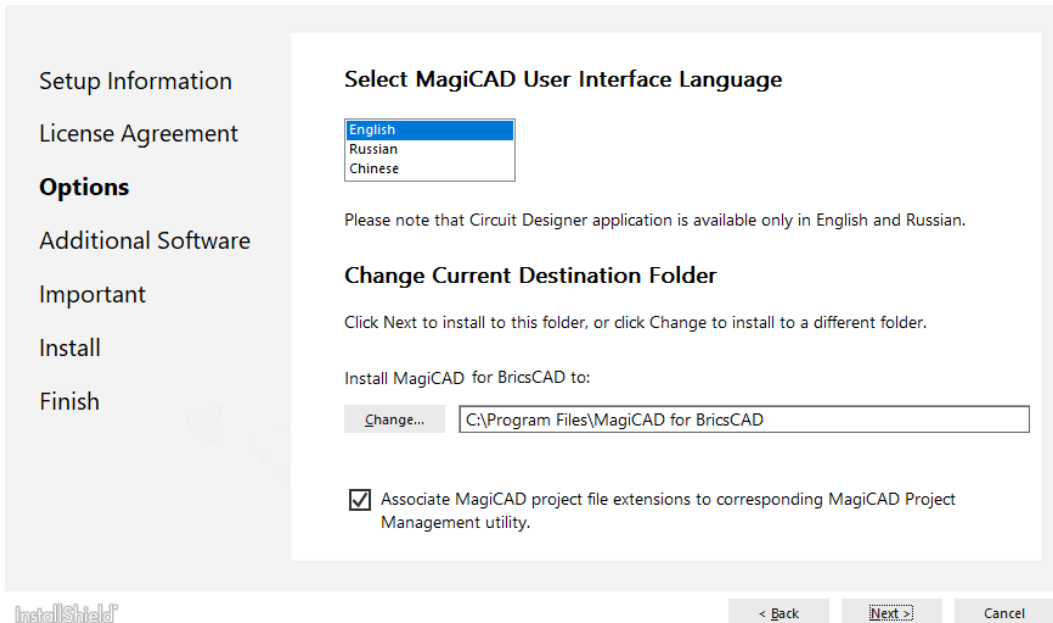 Setup Information
License Agreement
Options
Additional Software
Important
Install
Finish
Select MagiCAD User Interface Language
English
Russian
Chinese
Please note that Circuit Designer application is available only in English and Russian.
Change Current Destination Folder
Click Next to install to this folder, or click Change to install to a different folder.
Install MagiCAD for BricsCAD to:
Change...
C:\Program Files\MagiCAD for BricsCAD
Associate MagiCAD project file extensions to corresponding MagiCAD Project
Management utility.
InstallShield
< Back
Next >
Cancel